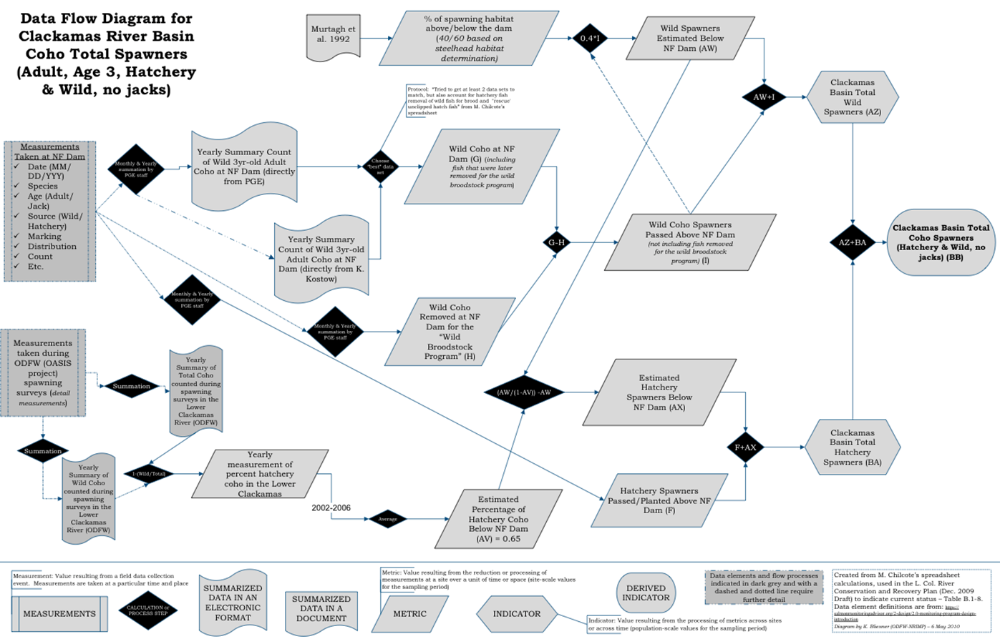 Data Flow Diagram for
Clackamas River Basin
Coho Total Spawners
(Adult, Age 3, Hatchery
& Wild, no jacks)
Murtagh et
al. 1992
% of spawning habitat
above/below the dam
(40/60 based on
steelhead habitat
determination)
0.4*I
Wild Spawners
Estimated Below
NF Dam (AW)
AW+I
Clackamas
Basin Total
Wild
Spawners (AZ)
Protocol: "Tried to get at least 2 data sets to
match, but also account for hatchery fish
removal of wild fish for brood and 'rescue'
unclipped hatch fish" from M. Chilcote's
spreadsheet
Measurements
Taken at NF Dam
✓ Date (MM/
DD/YYY)
✓ Species
✓ Age (Adult/
Jack)
✓ Source (Wild/
Hatchery)
✓ Marking
✓ Distribution
✓ Count
✓ Etc.
Monthly & Yearly
summation by
PGE staff
Yearly Summary Count
of Wild 3yr-old Adult
Coho at NF Dam (directly
from PGE)
Choose
"best" data
set
Wild Coho at NF
Dam (G) (including
fish that were later
removed for the wild
broodstock program)
Yearly Summary
Count of Wild 3yr-old
Adult Coho at NF
Dam (directly from K.
Kostow)
G-H
Wild Coho Spawners
Passed Above NF Dam
(not including fish removed
for the wild broodstock
program) (I)
AZ+BA
Clackamas Basin Total
Coho Spawners
(Hatchery & Wild, no
jacks) (BB)
Monthly & Yearly
summation by
PGE staff
Monthly & Yearly
summation by
PGE staff
Wild Coho
Removed at NF
Dam for the
"Wild
Broodstock
Program" (H)
Measurements
taken during
ODFW (OASIS
project)
spawning
surveys (detail
measurements)
Summation
Yearly
Summary of
Total Coho
counted during
spawning
surveys in the
Lower
Clackamas
River (ODFW)
(AW/(1-AV)) -AW
Estimated
Hatchery
Spawners Below
NF Dam (AX)
F+AX
Clackamas
Basin Total
Hatchery
Spawners (BA)
Summation
Yearly
Summary of
Wild Coho
counted during
spawning
surveys in the
Lower
Clackamas
River (ODFW)
1-(Wild/Total)
Yearly
measurement of
percent hatchery
coho in the Lower
Clackamas
2002-2006
Average
Estimated
Percentage of
Hatchery Coho
Below NF Dam
(AV) = 0.65
Hatchery Spawners
Passed/Planted Above NF
Dam (F)
Measurement: Value resulting from a field data collection
event. Measurements are taken at a particular time and place
MEASUREMENTS
CALCULATION or
PROCESS STEP
SUMMARIZED
DATA IN AN
ELECTRONIC
FORMAT
SUMMARIZED
DATA IN A
DOCUMENT
Metric: Value resulting from the reduction or processing of
measurements at a site over a unit of time or space (site-scale values
for the sampling period)
METRIC
INDICATOR
DERIVED
INDICATOR
Indicator: Value resulting from the processing of metrics across sites
or across time (population-scale values for the sampling period)
Data elements and flow processes
indicated in dark grey and with a
dashed and dotted line require
further detail
Created from M. Chilcote's spreadsheet
calculations, used in the L. Col. River
Conservation and Recovery Plan (Dec. 2009
Draft) to indicate current status – Table B.1-8.
Data element definitions are from: https://
salmonmonitoringadvisor.org/2-design/2.0-monitoring-program-design-
introduction
Diagram by K. Bliesner (ODFW-NRIMP) – 6 May 2010